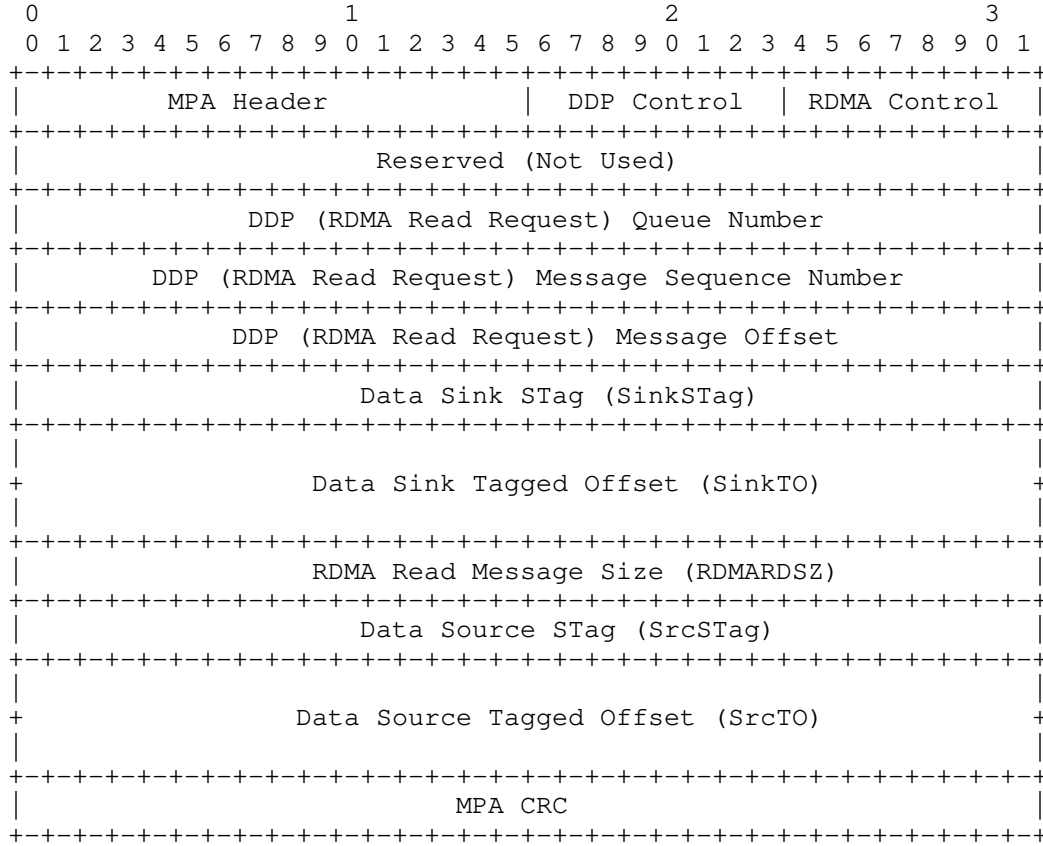 0                   1                   2                   3
 0 1 2 3 4 5 6 7 8 9 0 1 2 3 4 5 6 7 8 9 0 1 2 3 4 5 6 7 8 9 0 1
+-+-+-+-+-+-+-+-+-+-+-+-+-+-+-+-+-+-+-+-+-+-+-+-+-+-+-+-+-+-+-+-+
|         MPA Header            |  DDP Control  | RDMA Control  |
+-+-+-+-+-+-+-+-+-+-+-+-+-+-+-+-+-+-+-+-+-+-+-+-+-+-+-+-+-+-+-+-+
|                      Reserved (Not Used)                      |
+-+-+-+-+-+-+-+-+-+-+-+-+-+-+-+-+-+-+-+-+-+-+-+-+-+-+-+-+-+-+-+-+
|              DDP (RDMA Read Request) Queue Number             |
+-+-+-+-+-+-+-+-+-+-+-+-+-+-+-+-+-+-+-+-+-+-+-+-+-+-+-+-+-+-+-+-+
|        DDP (RDMA Read Request) Message Sequence Number        |
+-+-+-+-+-+-+-+-+-+-+-+-+-+-+-+-+-+-+-+-+-+-+-+-+-+-+-+-+-+-+-+-+
|             DDP (RDMA Read Request) Message Offset            |
+-+-+-+-+-+-+-+-+-+-+-+-+-+-+-+-+-+-+-+-+-+-+-+-+-+-+-+-+-+-+-+-+
|                     Data Sink STag (SinkSTag)                 |
+-+-+-+-+-+-+-+-+-+-+-+-+-+-+-+-+-+-+-+-+-+-+-+-+-+-+-+-+-+-+-+-+
|                                                               |
+                  Data Sink Tagged Offset (SinkTO)             +
|                                                               |
+-+-+-+-+-+-+-+-+-+-+-+-+-+-+-+-+-+-+-+-+-+-+-+-+-+-+-+-+-+-+-+-+
|                  RDMA Read Message Size (RDMARDSZ)            |
+-+-+-+-+-+-+-+-+-+-+-+-+-+-+-+-+-+-+-+-+-+-+-+-+-+-+-+-+-+-+-+-+
|                     Data Source STag (SrcSTag)                |
+-+-+-+-+-+-+-+-+-+-+-+-+-+-+-+-+-+-+-+-+-+-+-+-+-+-+-+-+-+-+-+-+
|                                                               |
+                 Data Source Tagged Offset (SrcTO)             +
|                                                               |
+-+-+-+-+-+-+-+-+-+-+-+-+-+-+-+-+-+-+-+-+-+-+-+-+-+-+-+-+-+-+-+-+
|                           MPA CRC                             |
+-+-+-+-+-+-+-+-+-+-+-+-+-+-+-+-+-+-+-+-+-+-+-+-+-+-+-+-+-+-+-+-+